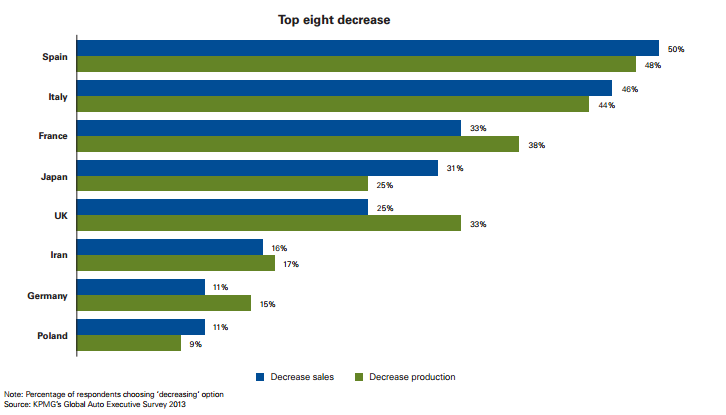 Top eight decrease
Spain
50%
48%
Italy
46%
44%
France
33%
38%
Japan
31%
25%
UK
25%
33%
Iran
16%
17%
Germany
11%
15%
Poland
11%
9%
Decrease sales
Decrease production
Note: Percentage of respondents choosing ‘decreasing’ option
Source: KPMG’s Global Auto Executive Survey 2013